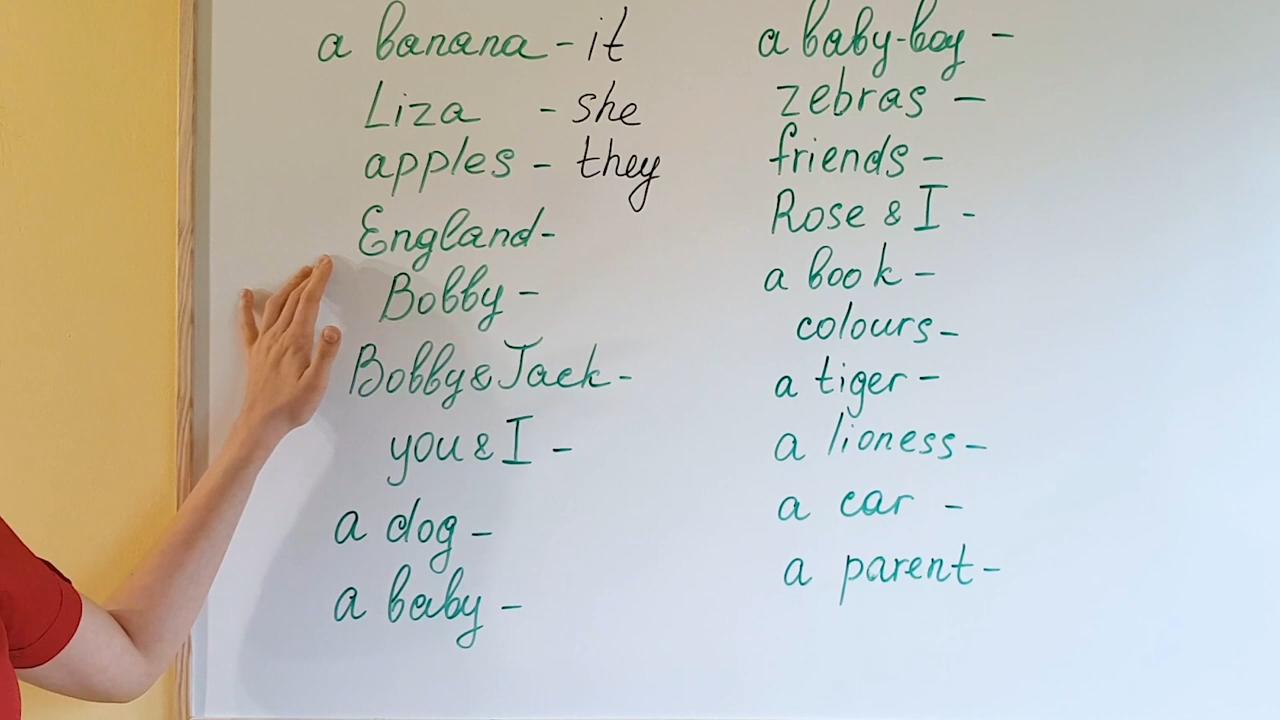 a banana - it
Liza - she
apples - they
England-
Bobby -
Bobby & Jack-
you & I -
a dog -
a baby -
a baby-boy -
zebras -
friends -
Rose & I -
a book -
colours-
a tiger -
a lioness-
a car -
a parent-